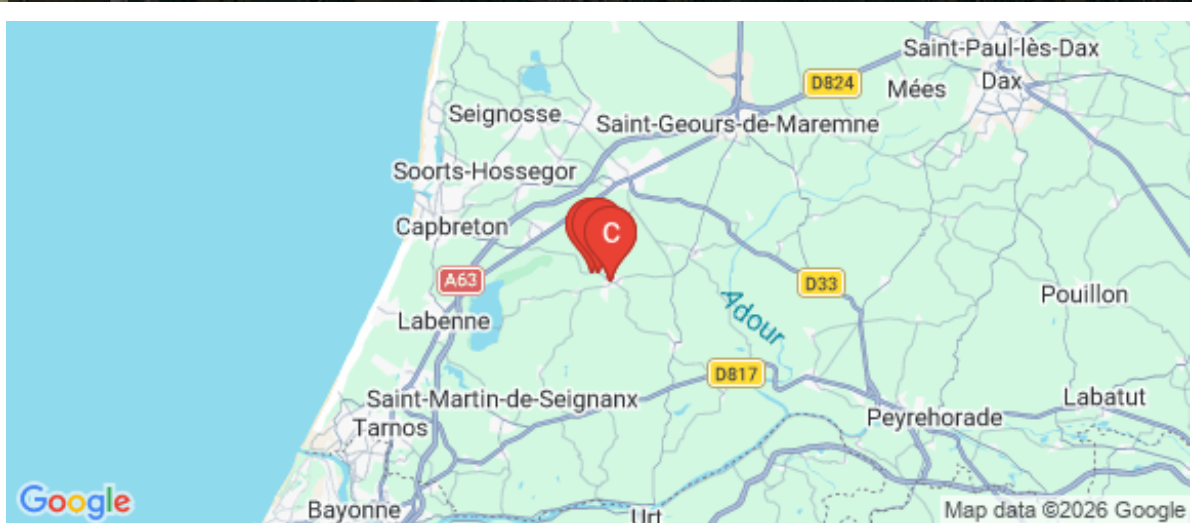 Saint-Paul-lès-Dax
D824
Mées
Dax
Seignosse
Saint-Geours-de-Maremne
Soorts-Hossegor
Capbreton
C
A63
D33
Pouillon
Adour
Labenne
D817
Saint-Martin-de-Seignanx
Labatut
Tarnos
Peyrehorade
Google
Bayonne
Urt
Map data ©2026 Google